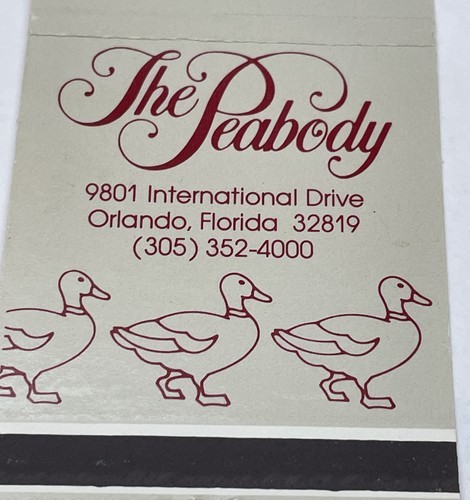 The Peabody
9801 International Drive
Orlando, Florida 32819
(305) 352-4000